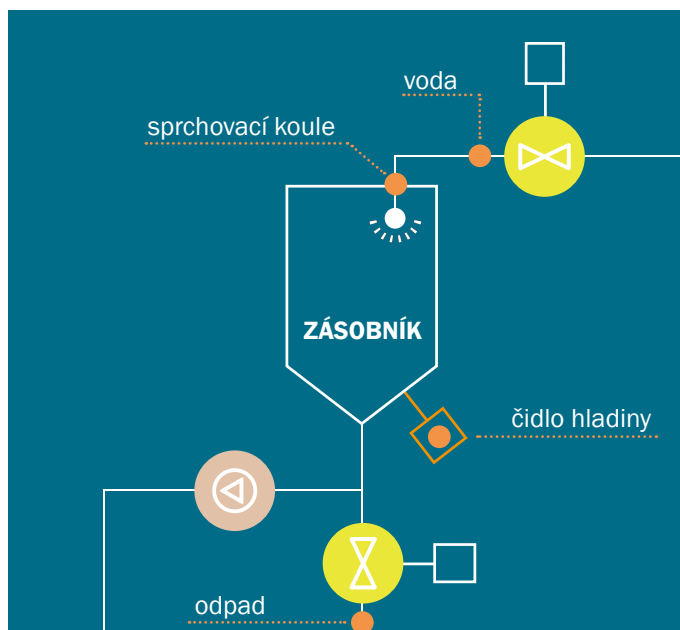 voda
sprchovací koule
ZÁSOBNÍK
čidlo hladiny
odpad